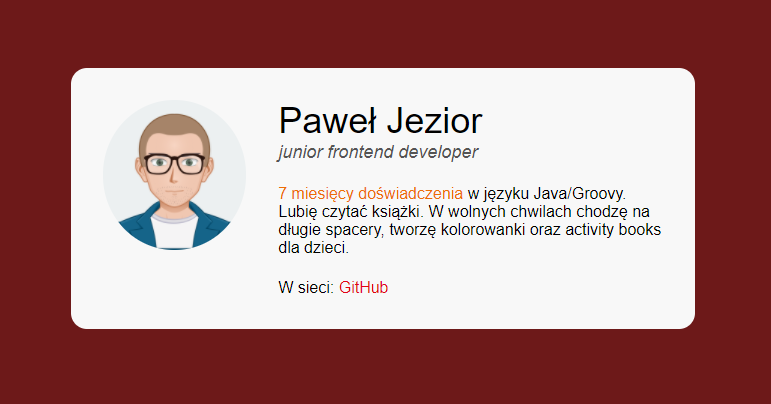 Paweł Jezior
junior frontend developer
7 miesięcy doświadczenia w języku Java/Groovy.
Lubię czytać książki. W wolnych chwilach chodzę na
długie spacery, tworzę kolorowanki oraz activity books
dla dzieci.
W sieci: GitHub